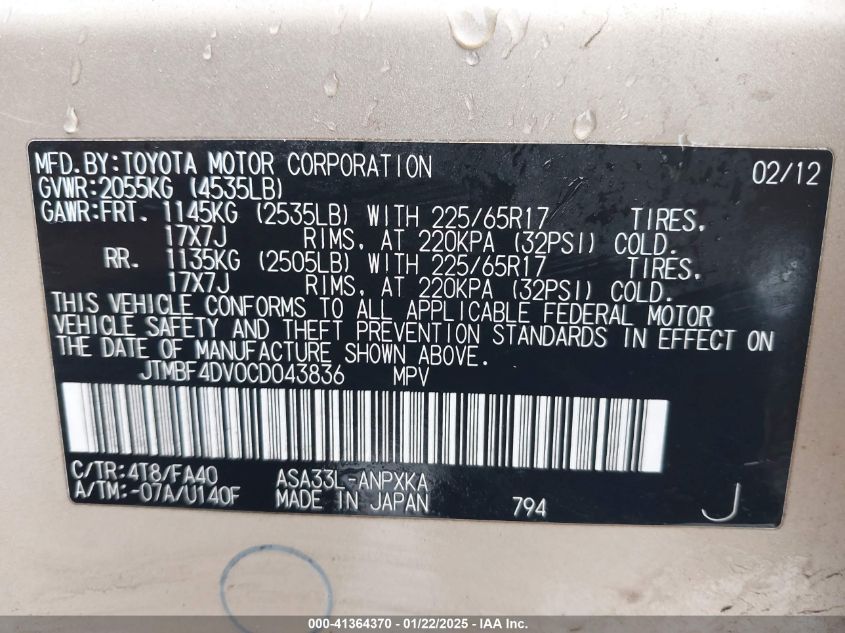 MFD.BY:TOYOTA MOTOR CORPORATION 02/12
GVWR:2055KG (4535LB)
GAWR:FRT. 1145KG (2535LB) WITH 225/65R17 TIRES,
17X7J RIMS, AT 220KPA (32PSI) COLD.
RR. 1135KG (2505LB) WITH 225/65R17 TIRES,
17X7J RIMS, AT 220KPA (32PSI) COLD.
THIS VEHICLE CONFORMS TO ALL APPLICABLE FEDERAL MOTOR
VEHICLE SAFETY AND THEFT PREVENTION STANDARDS IN EFFECT ON
THE DATE OF MANUFACTURE SHOWN ABOVE.
JTMBF4DV0CD043836 MPV
C/TR:4T8/FA40 ASA33L-ANPXKA
A/TM:-07A/U140F MADE IN JAPAN 794 J
000-41364370 - 01/22/2025 - IAA Inc.